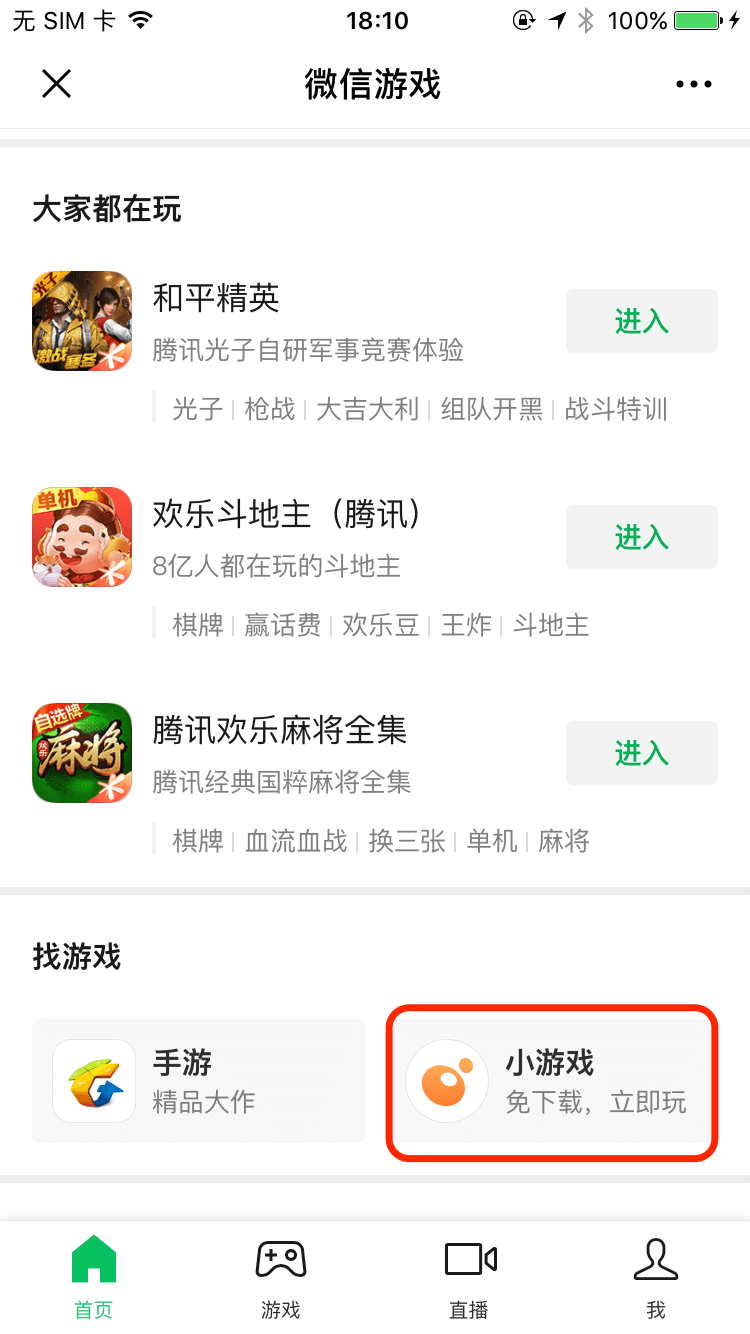 无 SIM 卡 18:10 100%
微信游戏
大家都在玩
光子
激战寒冬
和平精英
腾讯光子自研军事竞赛体验
进入
光子 | 枪战 | 大吉大利 | 组队开黑 | 战斗特训
单机
欢乐斗地主（腾讯）
8亿人都在玩的斗地主
进入
棋牌 | 赢话费 | 欢乐豆 | 王炸 | 斗地主
自选牌
欢乐
麻将
腾讯欢乐麻将全集
腾讯经典国粹麻将全集
进入
棋牌 | 血流血战 | 换三张 | 单机 | 麻将
找游戏
手游
精品大作
小游戏
免下载，立即玩
首页
游戏
直播
我